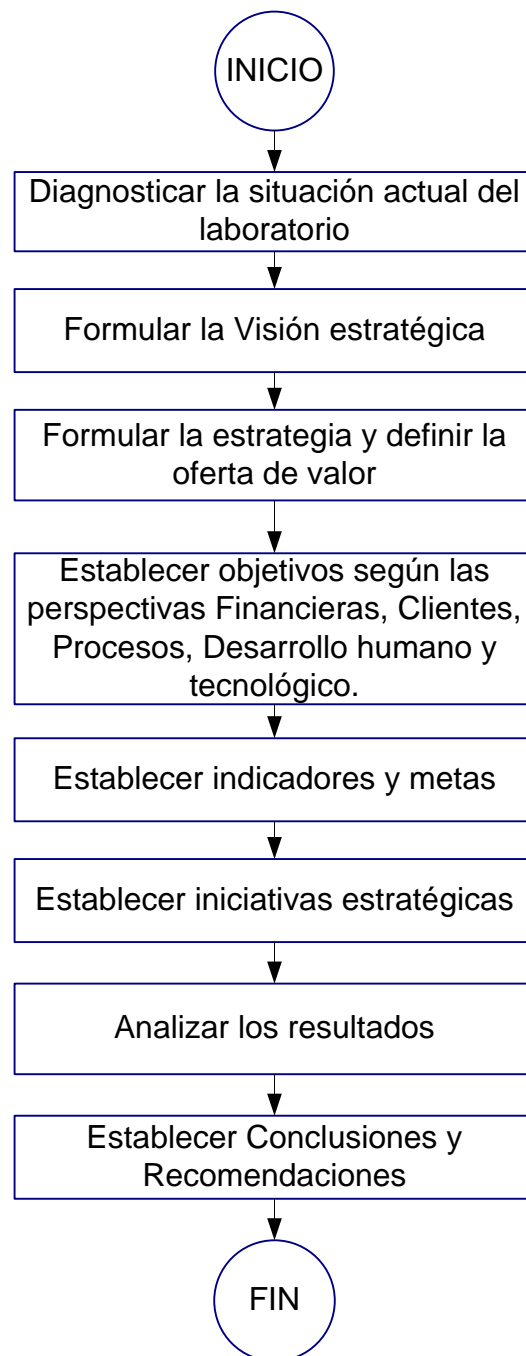 INICIO
Diagnosticar la situación actual del
laboratorio
Formular la Visión estratégica
Formular la estrategia y definir la
oferta de valor
Establecer objetivos según las
perspectivas Financieras, Clientes,
Procesos, Desarrollo humano y
tecnológico.
Establecer indicadores y metas
Establecer iniciativas estratégicas
Analizar los resultados
Establecer Conclusiones y
Recomendaciones
FIN